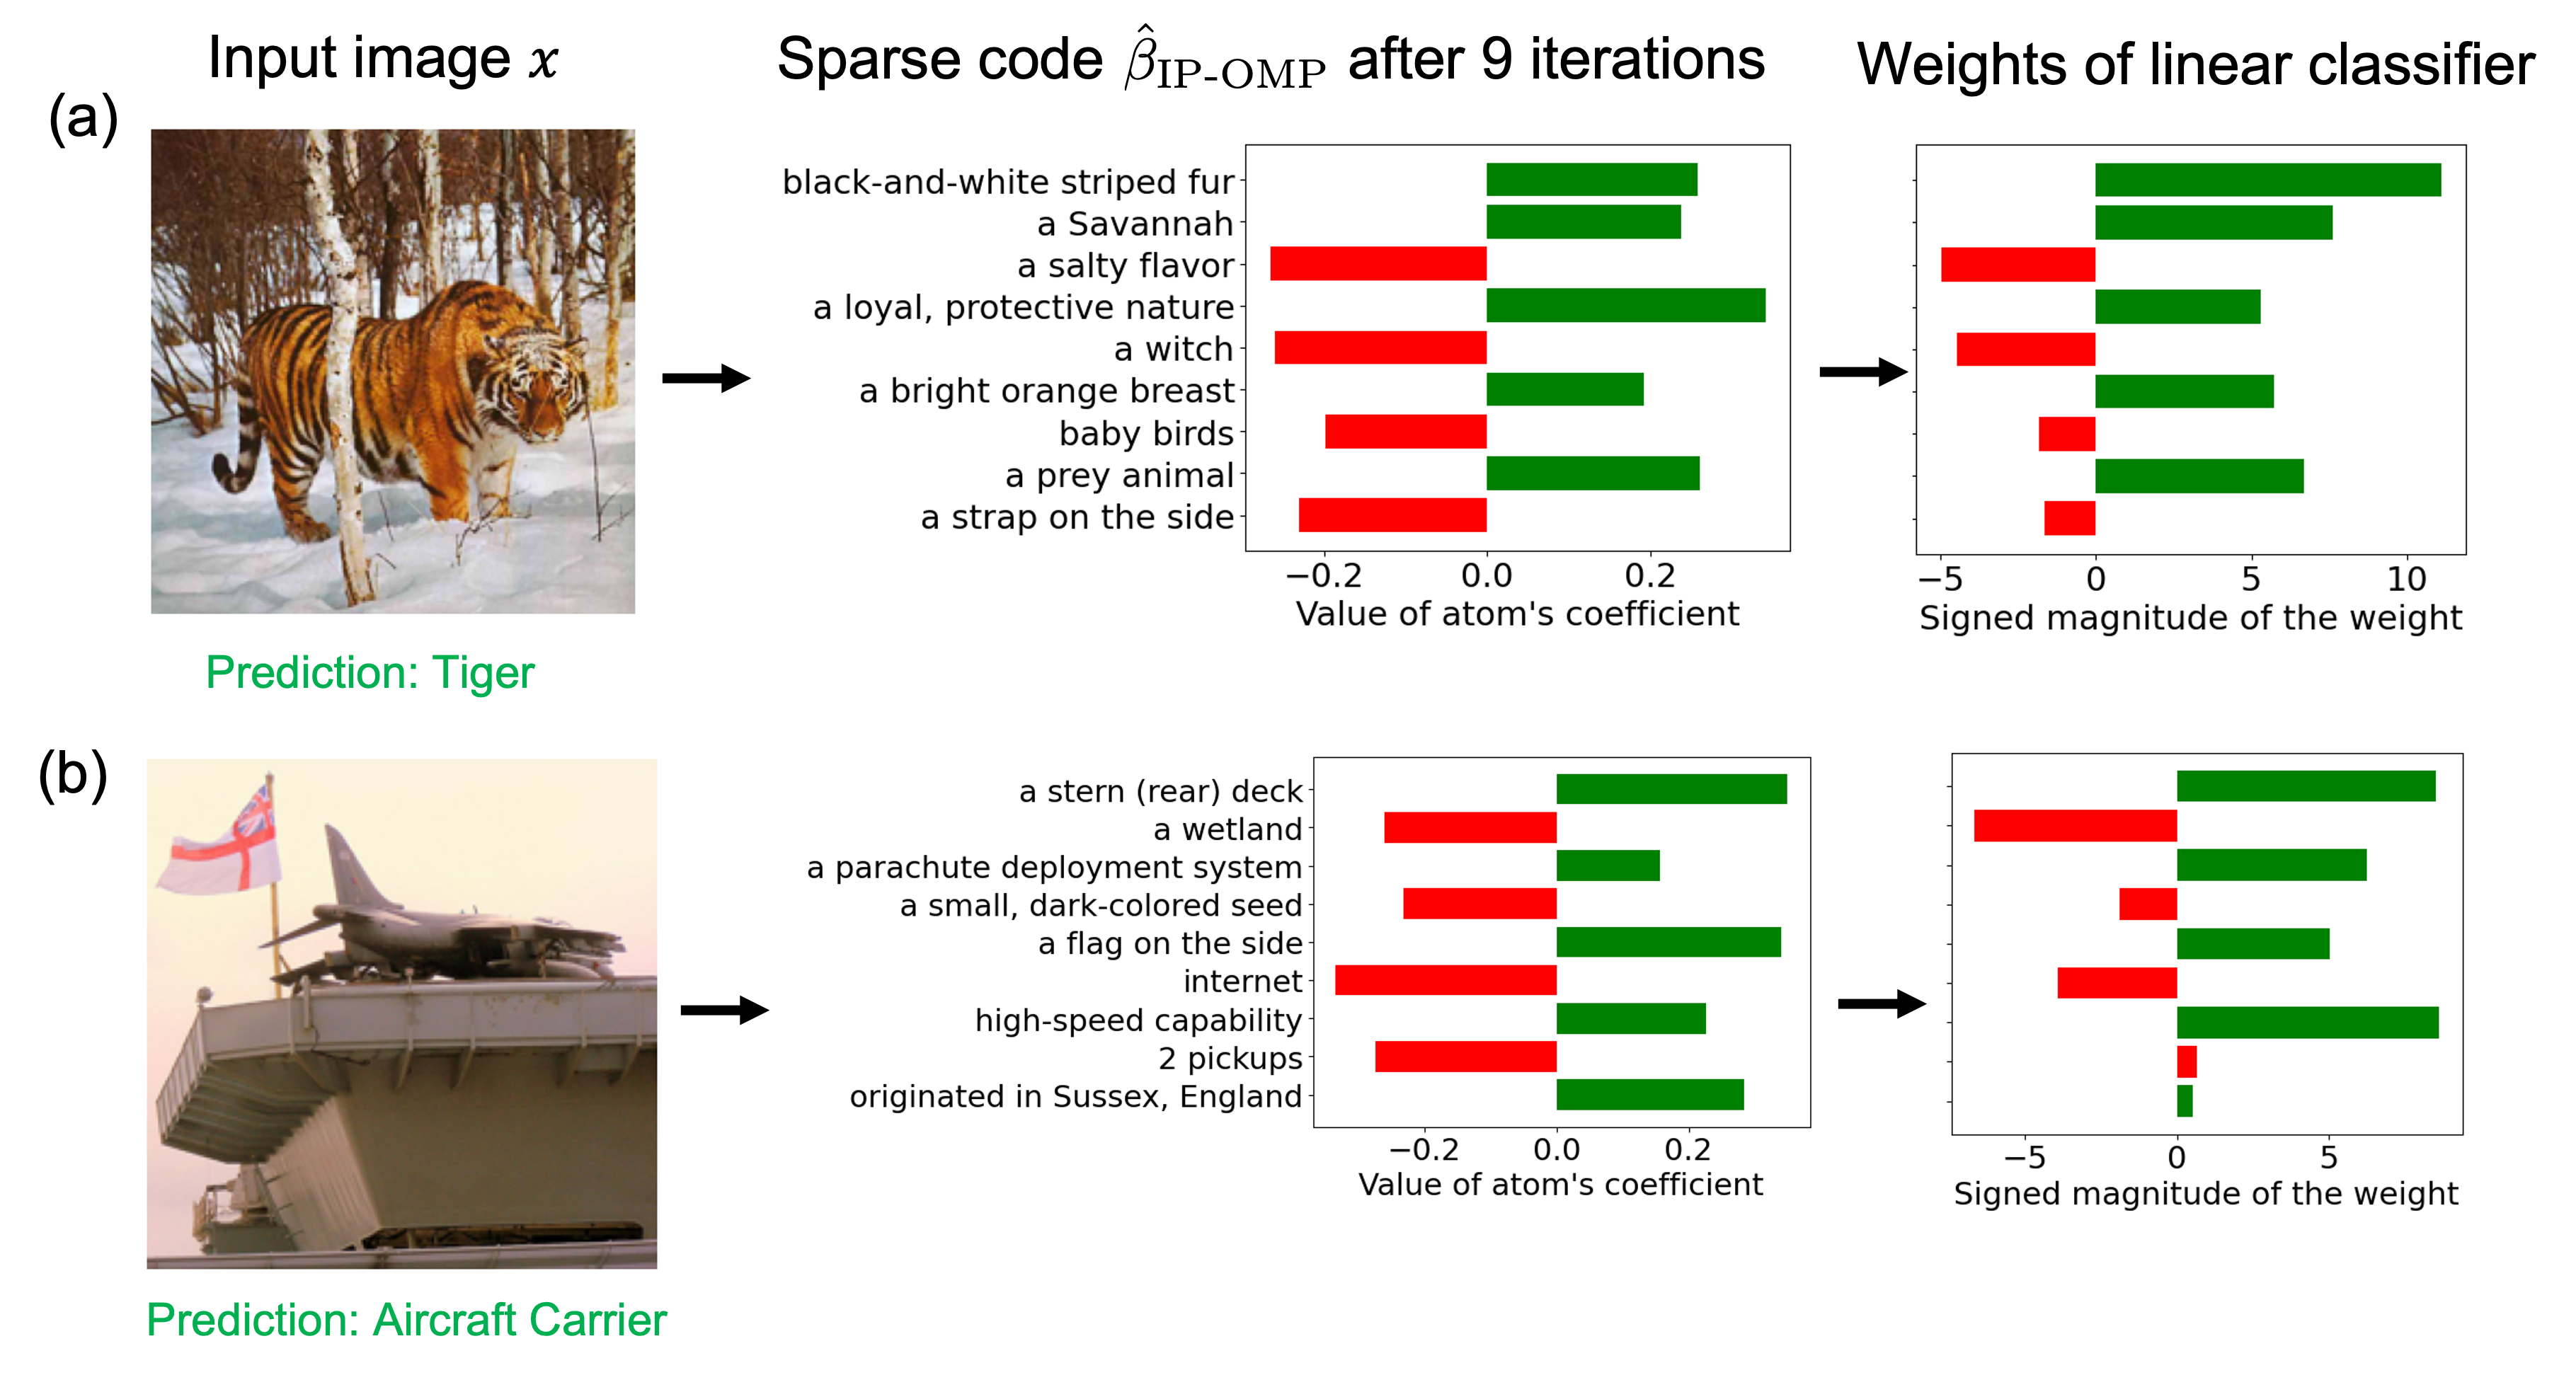 Input image x
Sparse code β̂_IP-OMP after 9 iterations
Weights of linear classifier
(a)
black-and-white striped fur
a Savannah
a salty flavor
a loyal, protective nature
a witch
a bright orange breast
baby birds
a prey animal
a strap on the side
−0.2 0.0 0.2
Value of atom's coefficient
−5 0 5 10
Signed magnitude of the weight
Prediction: Tiger
(b)
a stern (rear) deck
a wetland
a parachute deployment system
a small, dark-colored seed
a flag on the side
internet
high-speed capability
2 pickups
originated in Sussex, England
−0.2 0.0 0.2
Value of atom's coefficient
−5 0 5
Signed magnitude of the weight
Prediction: Aircraft Carrier